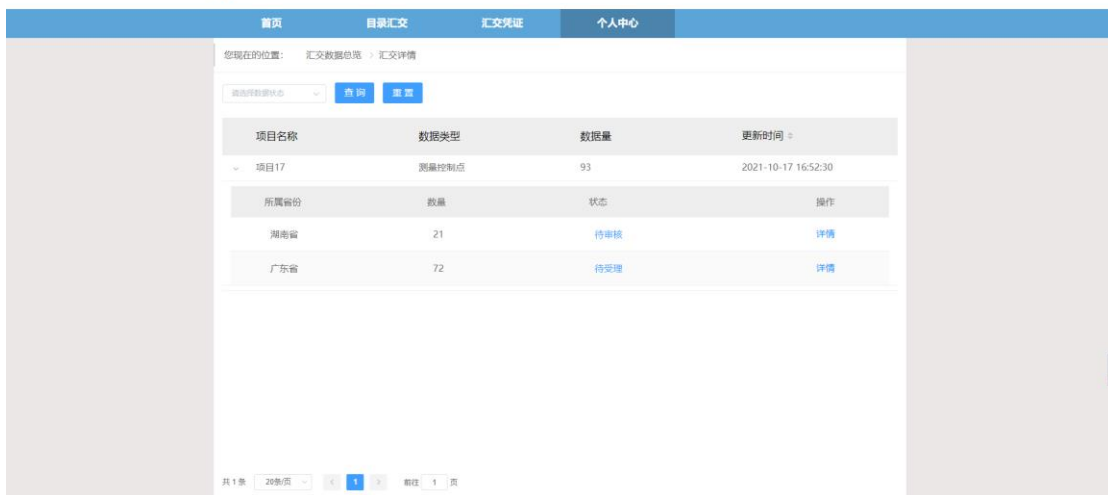 首页 目录汇交 汇交凭证 个人中心
您现在的位置： 汇交数据总览 > 汇交详情
请选择数据状态 查 询 重 置
项目名称 数据类型 数据量 更新时间
项目17 测量控制点 93 2021-10-17 16:52:30
所属省份 数量 状态 操作
湖南省 21 待审核 详情
广东省 72 待受理 详情
共 1 条 20条/页 < 1 > 前往 1 页